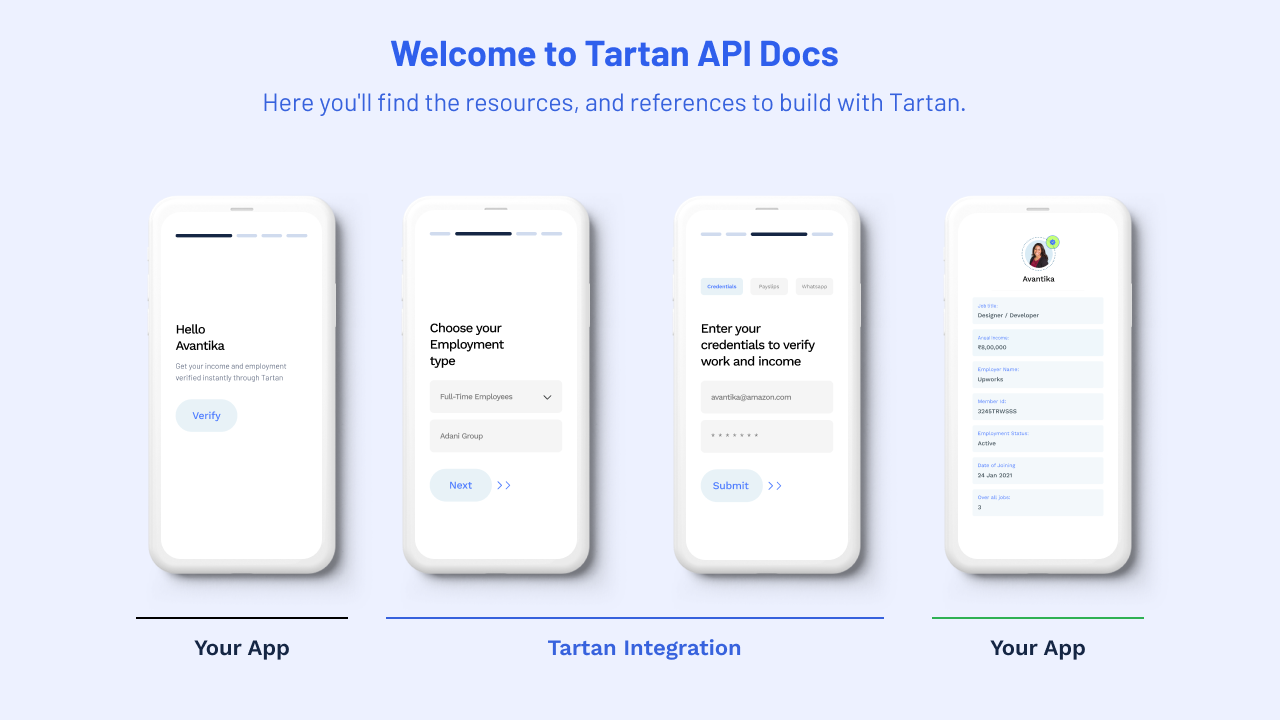 Welcome to Tartan API Docs
Here you'll find the resources, and references to build with Tartan.
Hello
Avantika
Get your income and employment
verified instantly through Tartan
Verify
Choose your
Employment
type
Full-Time Employees
Adani Group
Next
Credentials
Payslips
WhatsApp
Enter your
credentials to verify
work and income
avantika@amazon.com
* * * * * * *
Submit
Avantika
Job title:
Designer / Developer
Anual Income:
₹8,00,000
Employer Name:
Upworks
Member Id:
3245TRWSSS
Employment Status:
Active
Date of Joining
24 Jan 2021
Over all jobs:
3
Your App
Tartan Integration
Your App